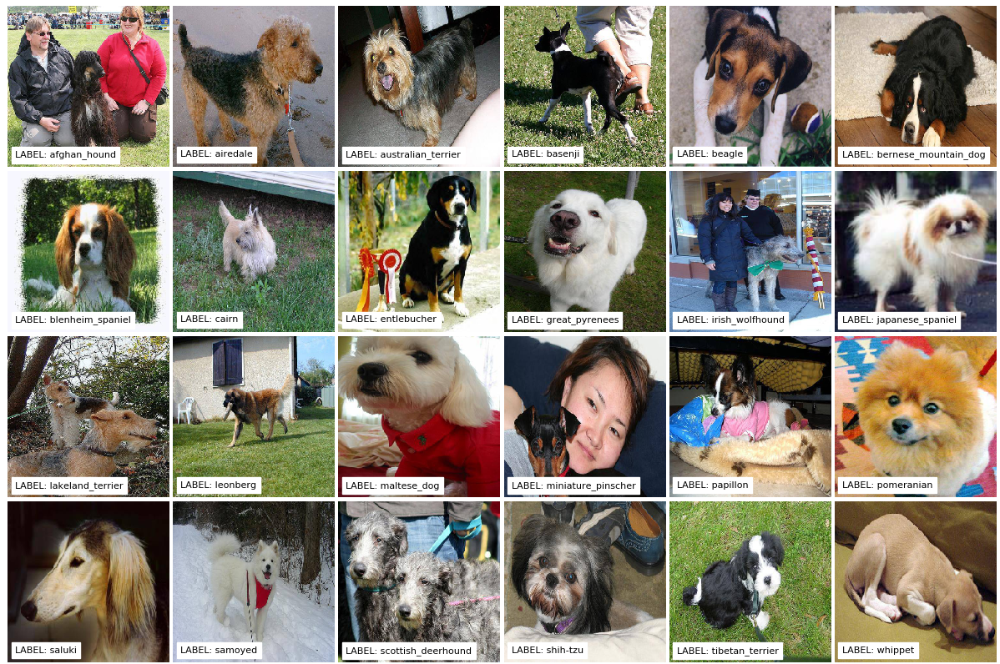 LABEL: afghan_hound
LABEL: airedale
LABEL: australian_terrier
LABEL: basenji
LABEL: beagle
LABEL: bernese_mountain_dog
LABEL: blenheim_spaniel
LABEL: cairn
LABEL: entlebucher
LABEL: great_pyrenees
LABEL: irish_wolfhound
LABEL: japanese_spaniel
LABEL: lakeland_terrier
LABEL: leonberg
LABEL: maltese_dog
LABEL: miniature_pinscher
LABEL: papillon
LABEL: pomeranian
LABEL: saluki
LABEL: samoyed
LABEL: scottish_deerhound
LABEL: shih-tzu
LABEL: tibetan_terrier
LABEL: whippet